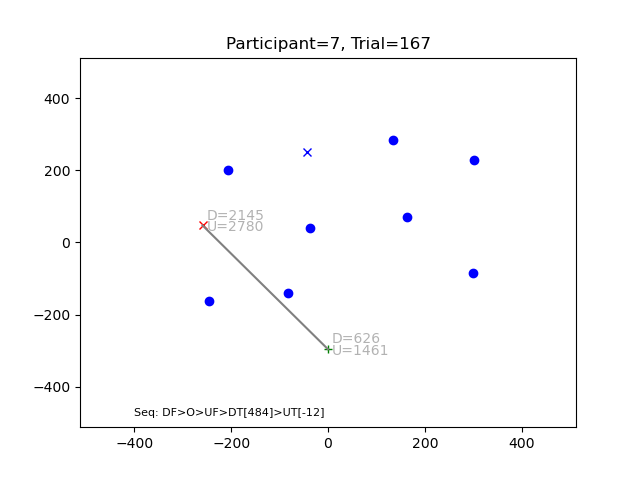 Participant=7, Trial=167
400
200
0
−200
−400
D=2145
U=2780
D=626
U=1461
Seq: DF>O>UF>DT[484]>UT[-12]
−400
−200
0
200
400